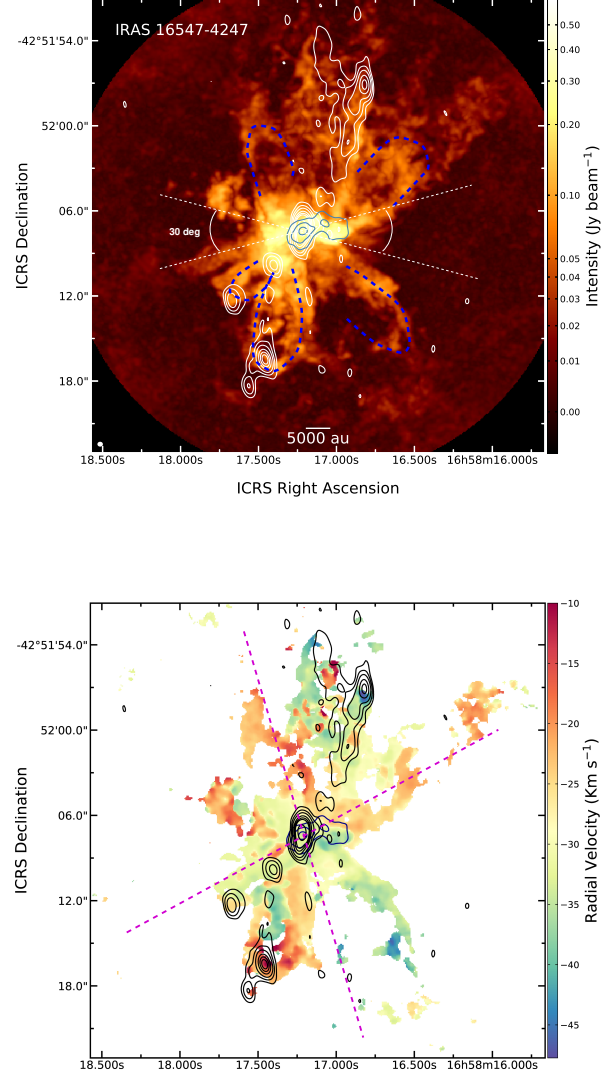 IRAS 16547-4247
-42°51'54.0"
52'00.0"
06.0"
12.0"
18.0"
ICRS Declination
30 deg
5000 au
18.500s
18.000s
17.500s
17.000s
16.500s
16h58m16.000s
ICRS Right Ascension
0.50
0.40
0.30
0.20
0.10
0.05
0.04
0.03
0.02
0.01
0.00
Intensity (Jy beam−1)
-42°51'54.0"
52'00.0"
06.0"
12.0"
18.0"
ICRS Declination
18.500s
18.000s
17.500s
17.000s
16.500s
16h58m16.000s
−10
−15
−20
−25
−30
−35
−40
−45
Radial Velocity (Km s−1)